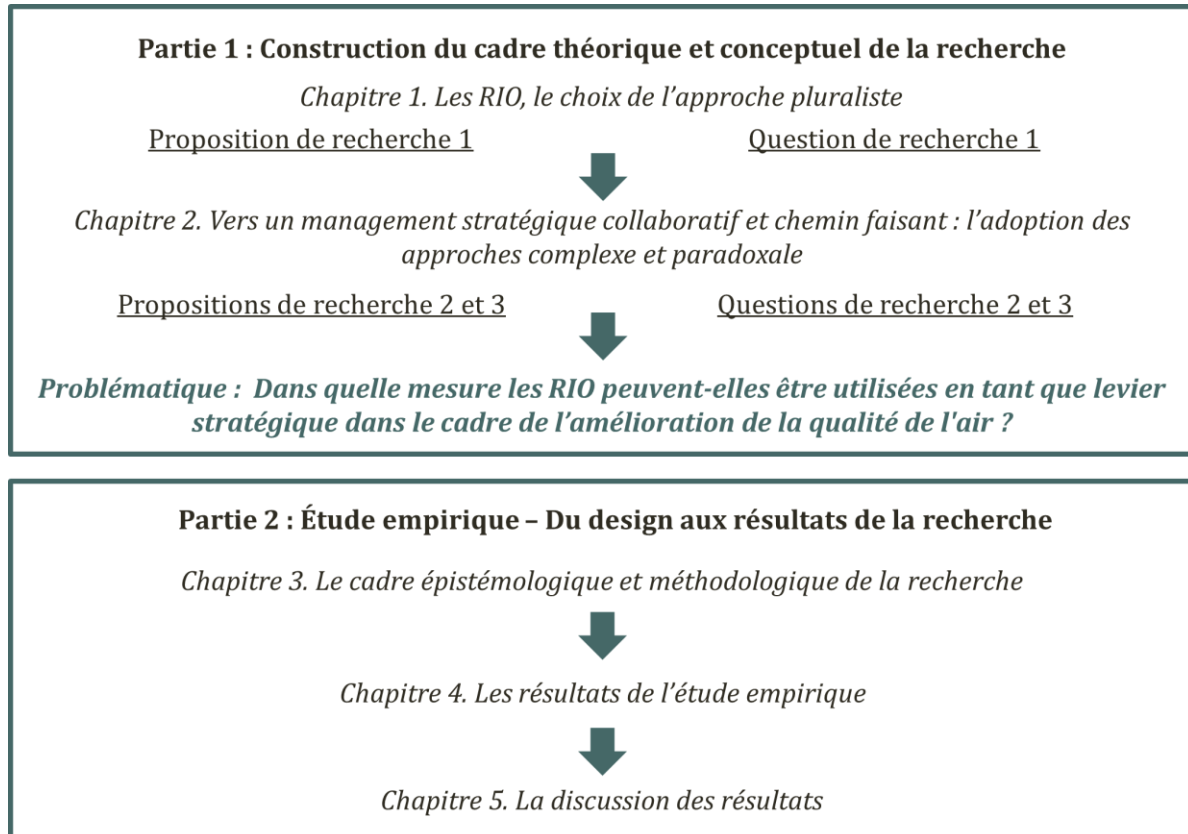 Partie 1 : Construction du cadre théorique et conceptuel de la recherche
Chapitre 1. Les RIO, le choix de l’approche pluraliste
Proposition de recherche 1
Question de recherche 1
Chapitre 2. Vers un management stratégique collaboratif et chemin faisant : l’adoption des
approches complexe et paradoxale
Propositions de recherche 2 et 3
Questions de recherche 2 et 3
Problématique : Dans quelle mesure les RIO peuvent-elles être utilisées en tant que levier
stratégique dans le cadre de l’amélioration de la qualité de l'air ?
Partie 2 : Étude empirique – Du design aux résultats de la recherche
Chapitre 3. Le cadre épistémologique et méthodologique de la recherche
Chapitre 4. Les résultats de l’étude empirique
Chapitre 5. La discussion des résultats